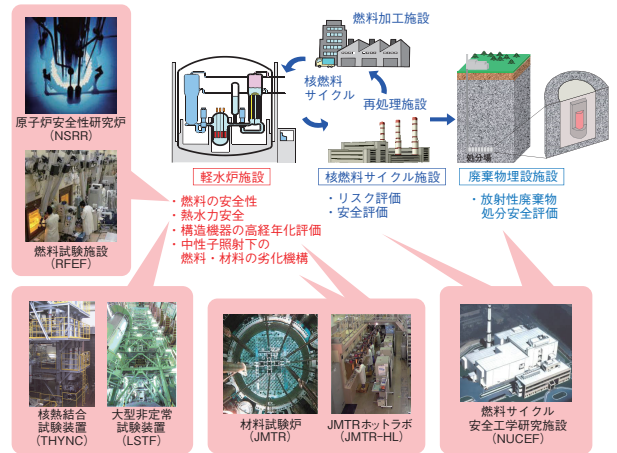 燃料加工施設
核燃料
サイクル
再処理施設
処分場
軽水炉施設
・燃料の安全性
・熱水力安全
・構造機器の高経年化評価
・中性子照射下の
燃料・材料の劣化機構
核燃料サイクル施設
・リスク評価
・安全評価
廃棄物埋設施設
・放射性廃棄物
処分安全評価
原子炉安全性研究炉
(NSRR)
燃料試験施設
(RFEF)
核熱結合
試験装置
(THYNC)
大型非定常
試験装置
(LSTF)
材料試験炉
(JMTR)
JMTRホットラボ
(JMTR-HL)
燃料サイクル
安全工学研究施設
(NUCEF)